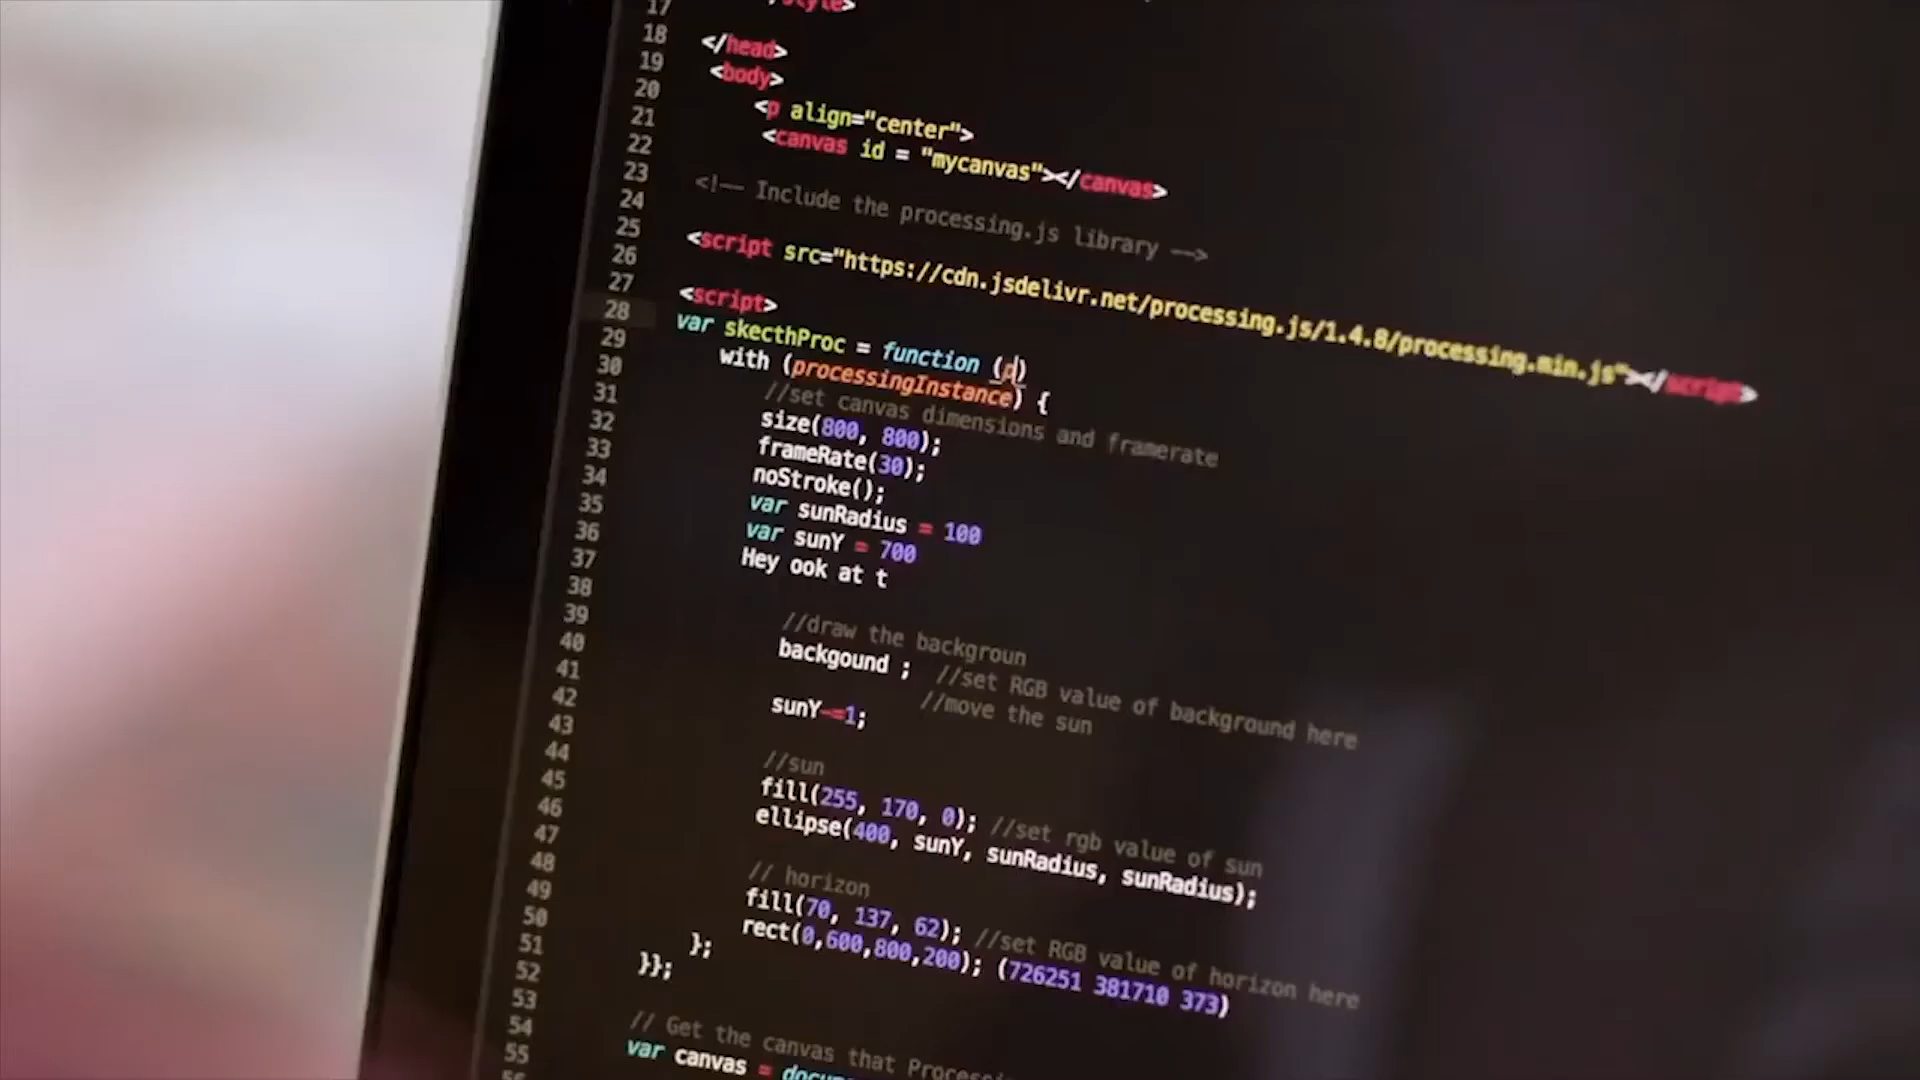 17 style>
18
19 </head>
20 <body>
21 <p align="center">
22 <canvas id = "mycanvas"></canvas>
23
24 <!-- Include the processing.js library -->
25
26 <script src="https://cdn.jsdelivr.net/processing.js/1.4.8/processing.min.js"></script>
27
28 <script>
29 var skecthProc = function (p)
30 with (processingInstance) {
31 //set canvas dimensions and framerate
32 size(800, 800);
33 frameRate(30);
34 noStroke();
35 var sunRadius = 100
36 var sunY = 700
37 Hey ook at t
38
39
40 //draw the backgroun
41 backgound ; //set RGB value of background here
42 //move the sun
43 sunY-=1;
44
45 //sun
46 fill(255, 170, 0); //set rgb value of sun
47 ellipse(400, sunY, sunRadius, sunRadius);
48
49 // horizon
50 fill(70, 137, 62); //set RGB value of horizon here
51 rect(0,600,800,200); (726251 381710 373)
52 };
53 }};
54
55 // Get the canvas that
var canvas =